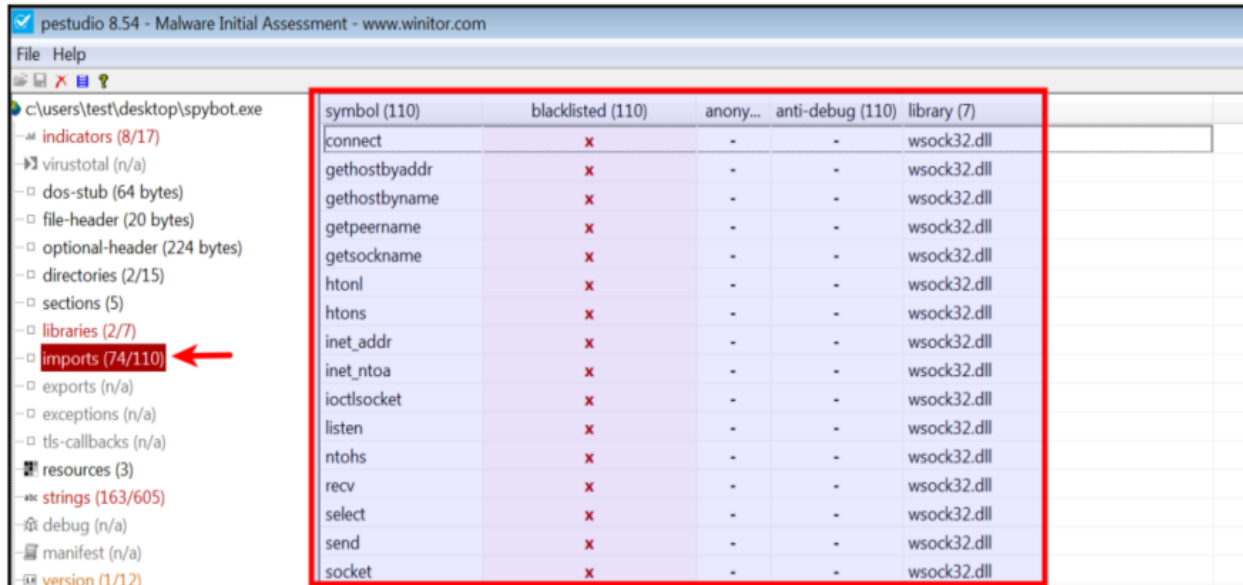 pestudio 8.54 - Malware Initial Assessment - www.winitor.com
File Help
c:\users\test\desktop\spybot.exe
indicators (8/17)
virustotal (n/a)
dos-stub (64 bytes)
file-header (20 bytes)
optional-header (224 bytes)
directories (2/15)
sections (5)
libraries (2/7)
imports (74/110)
exports (n/a)
exceptions (n/a)
tls-callbacks (n/a)
resources (3)
abc strings (163/605)
debug (n/a)
manifest (n/a)
version (1/12)
symbol (110) blacklisted (110) anony... anti-debug (110) library (7)
connect x - - wsock32.dll
gethostbyaddr x - - wsock32.dll
gethostbyname x - - wsock32.dll
getpeername x - - wsock32.dll
getsockname x - - wsock32.dll
htonl x - - wsock32.dll
htons x - - wsock32.dll
inet_addr x - - wsock32.dll
inet_ntoa x - - wsock32.dll
ioctlsocket x - - wsock32.dll
listen x - - wsock32.dll
ntohs x - - wsock32.dll
recv x - - wsock32.dll
select x - - wsock32.dll
send x - - wsock32.dll
socket x - - wsock32.dll